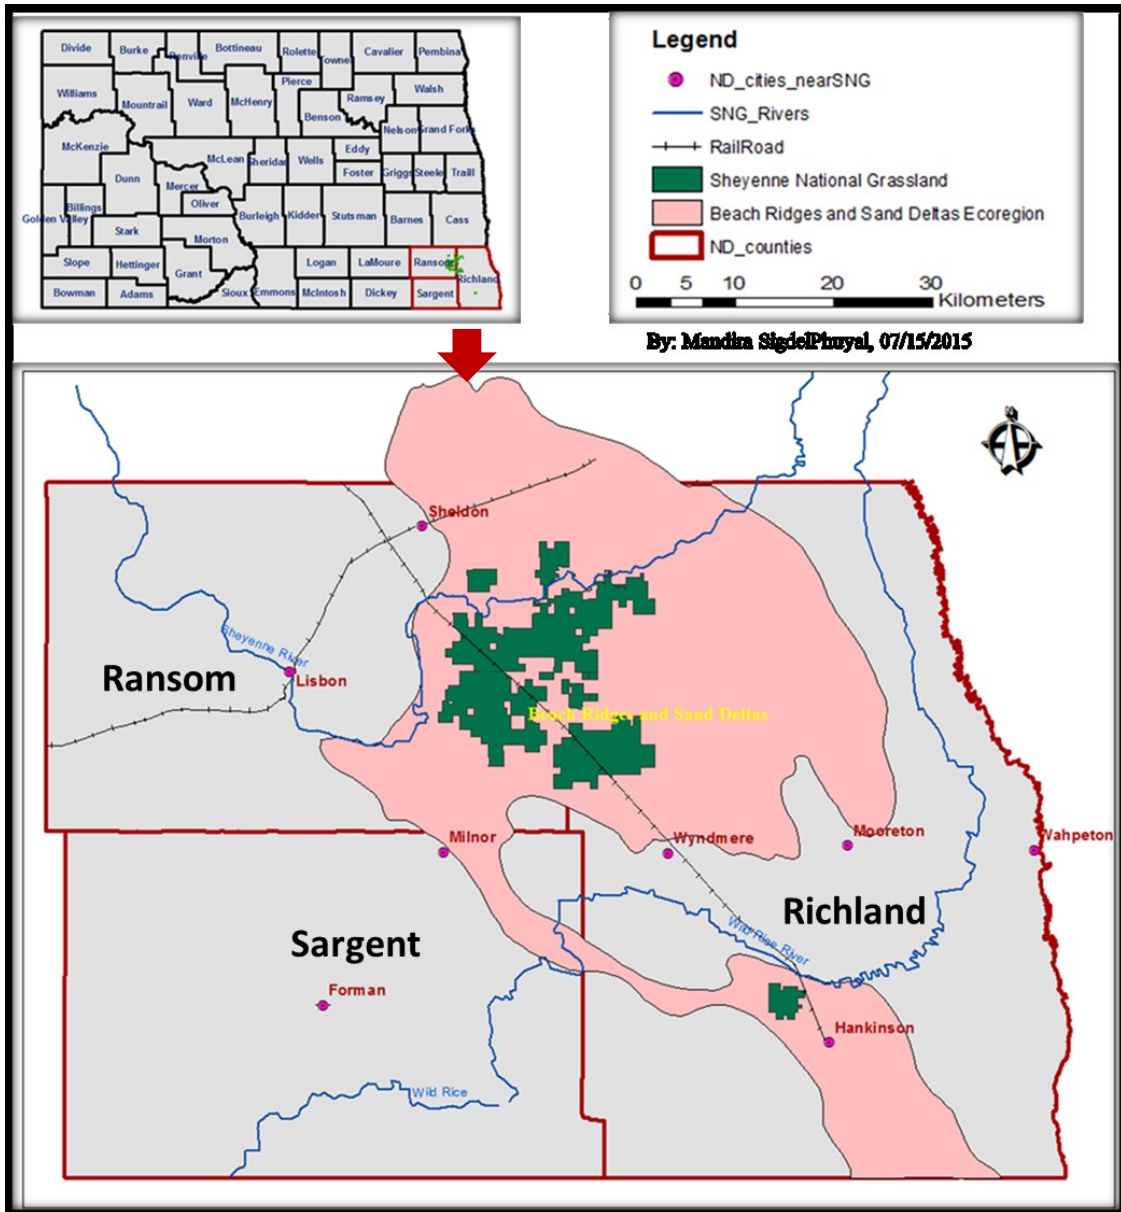 Divide
Burke
Renville
Bottineau
Rolette
Towner
Cavalier
Pembina
Williams
Mountrail
Ward
McHenry
Pierce
Benson
Ramsey
Walsh
Nelson
Grand Forks
McKenzie
Dunn
McLean
Sheridan
Wells
Eddy
Foster
Griggs
Steele
Traill
Mercer
Oliver
Golden Valley
Billings
Stark
Morton
Burleigh
Kidder
Stutsman
Barnes
Cass
Slope
Hettinger
Grant
Logan
LaMoure
Ransom
Richland
Bowman
Adams
Sioux
Emmons
McIntosh
Dickey
Sargent
Legend
ND_cities_nearSNG
SNG_Rivers
RailRoad
Sheyenne National Grassland
Beach Ridges and Sand Deltas Ecoregion
ND_counties
0 5 10 20 30
Kilometers
By: Mandira SigdelPhuyal, 07/15/2015
N
Sheldon
Sheyenne River
Ransom
Lisbon
Beach Ridges and Sand Deltas
Milnor
Wyndmere
Mooreton
Wahpeton
Richland
Sargent
Wild Rice River
Forman
Hankinson
Wild Rice